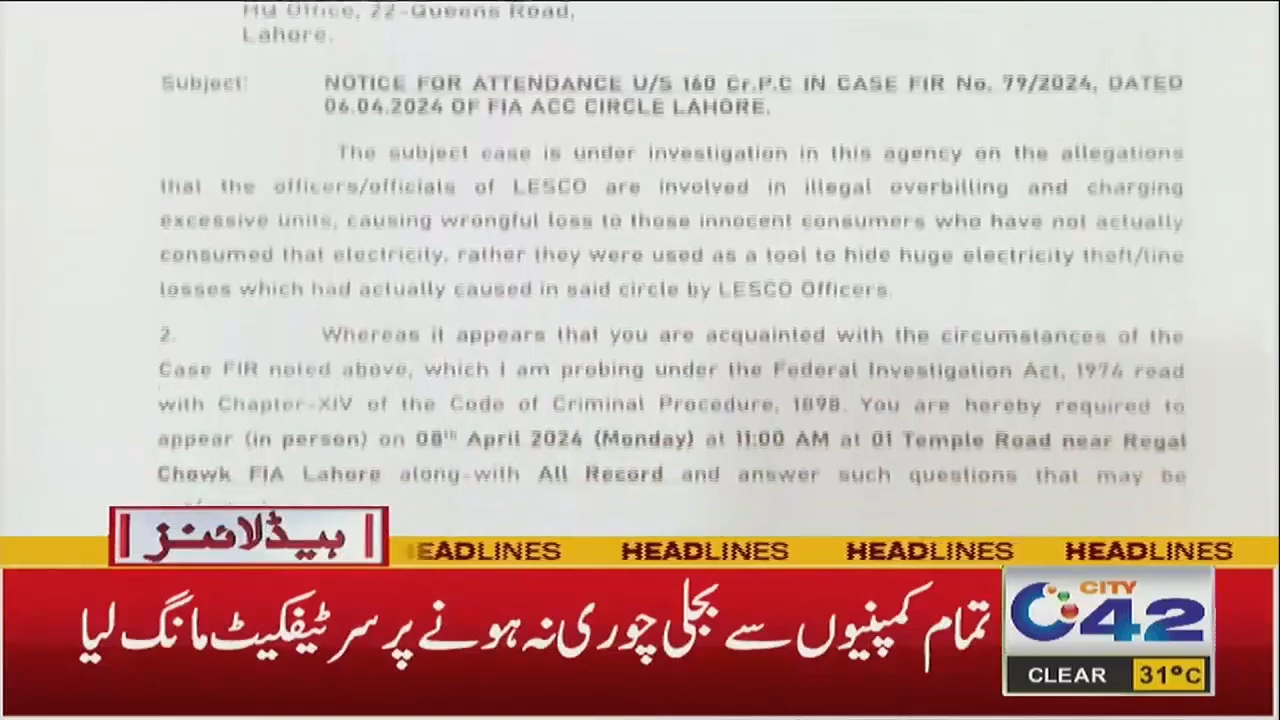 HQ Office, 22-Queens Road,
Lahore.
Subject: NOTICE FOR ATTENDANCE U/S 160 Cr.P.C IN CASE FIR No. 79/2024, DATED
06.04.2024 OF FIA ACC CIRCLE LAHORE.
The subject case is under investigation in this agency on the allegations
that the officers/officials of LESCO are involved in illegal overbilling and charging
excessive units, causing wrongful loss to those innocent consumers who have not actually
consumed that electricity, rather they were used as a tool to hide huge electricity theft/line
losses which had actually caused in said circle by LESCO Officers.
2. Whereas it appears that you are acquainted with the circumstances of the
Case FIR noted above, which I am probing under the Federal Investigation Act, 1974 read
with Chapter-XIV of the Code of Criminal Procedure, 1898. You are hereby required to
appear (in person) on 08th April 2024 (Monday) at 11:00 AM at 01 Temple Road near Regal
Chowk FIA Lahore along-with All Record and answer such questions that may be
ہیڈلائنز
EADLINES HEADLINES HEADLINES HEADLINES
تمام کمپنیوں سے بجلی چوری نہ ہونے پر سرٹیفکیٹ مانگ لیا
CITY
42
CLEAR 31°C